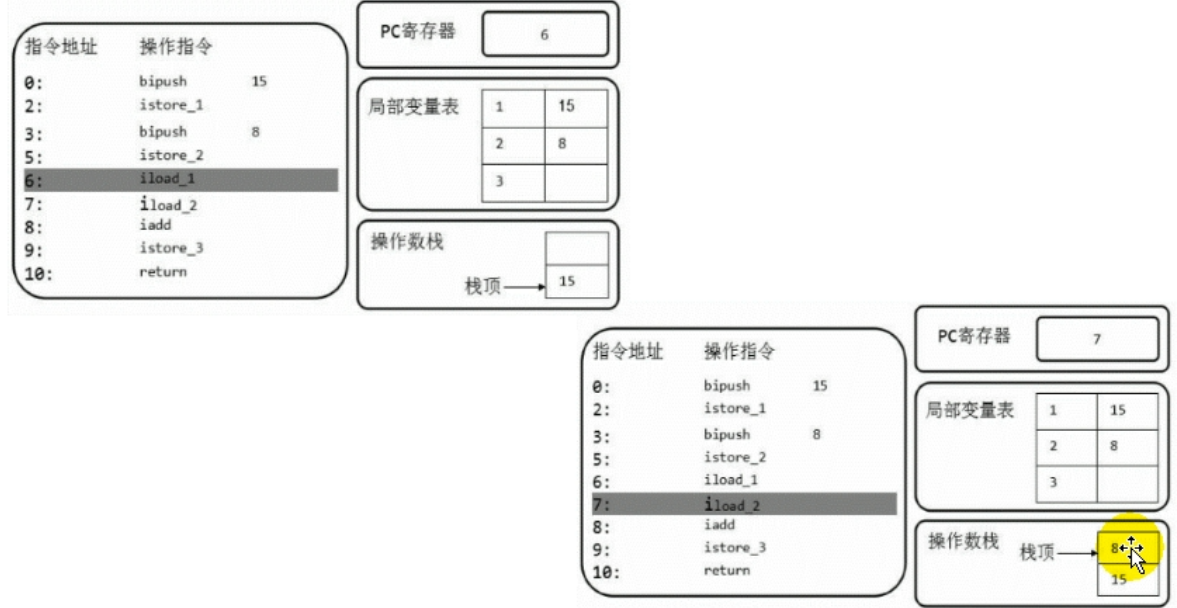 指令地址 操作指令
0: bipush 15
2: istore_1
3: bipush 8
5: istore_2
6: iload_1
7: iload_2
8: iadd
9: istore_3
10: return
PC寄存器 6
局部变量表 1 15
2 8
3
操作数栈
栈顶 15
指令地址 操作指令
0: bipush 15
2: istore_1
3: bipush 8
5: istore_2
6: iload_1
7: iload_2
8: iadd
9: istore_3
10: return
PC寄存器 7
局部变量表 1 15
2 8
3
操作数栈 栈顶 8
15